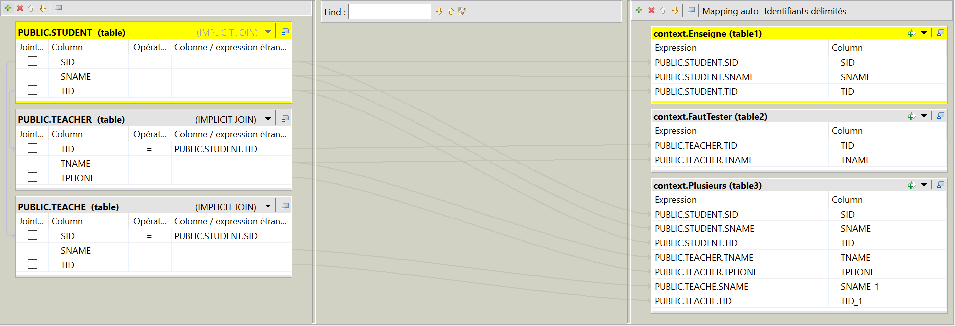 Find :
Mapping auto Identifiants délimités
PUBLIC.STUDENT (table) (IMPLICIT JOIN)
Joint... Column Opérat... Colonne / expression étran...
SID
SNAME
TID
PUBLIC.TEACHER (table) (IMPLICIT JOIN)
Joint... Column Opérat... Colonne / expression étran...
TID = PUBLIC.STUDENT.TID
TNAME
TPHONE
PUBLIC.TEACHE (table) (IMPLICIT JOIN)
Joint... Column Opérat... Colonne / expression étran...
SID = PUBLIC.STUDENT.SID
SNAME
TID
context.Enseigne (table1)
Expression Column
PUBLIC.STUDENT.SID SID
PUBLIC.STUDENT.SNAME SNAME
PUBLIC.STUDENT.TID TID
context.FautTester (table2)
Expression Column
PUBLIC.TEACHER.TID TID
PUBLIC.TEACHER.TNAME TNAME
context.Plusieurs (table3)
Expression Column
PUBLIC.STUDENT.SID SID
PUBLIC.STUDENT.SNAME SNAME
PUBLIC.STUDENT.TID TID
PUBLIC.TEACHER.TNAME TNAME
PUBLIC.TEACHER.TPHONE TPHONE
PUBLIC.TEACHE.SNAME SNAME_1
PUBLIC.TEACHE.TID TID_1